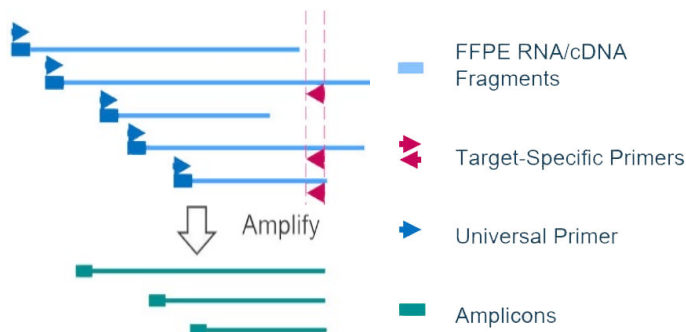 FFPE RNA/cDNA
Fragments
Target-Specific Primers
Amplify
Universal Primer
Amplicons